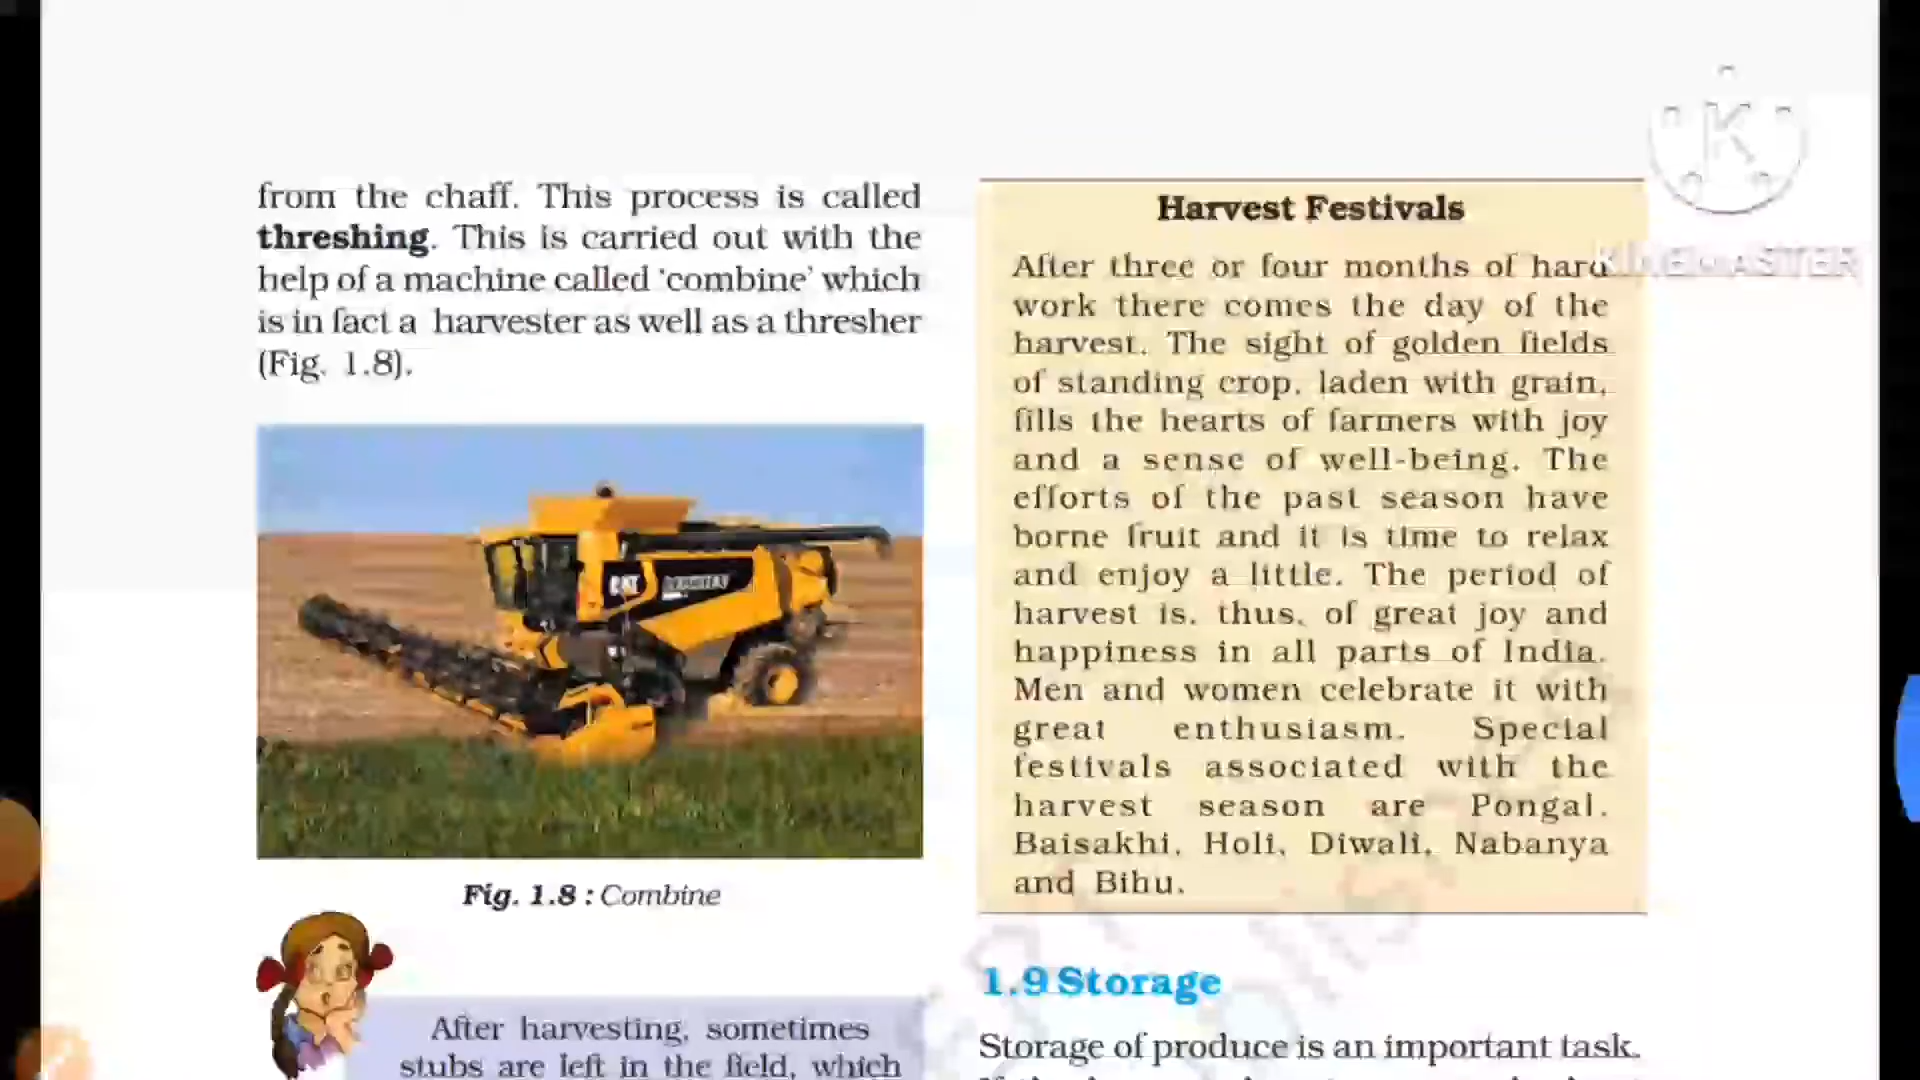 from the chaff. This process is called
threshing. This is carried out with the
help of a machine called ‘combine’ which
is in fact a harvester as well as a thresher
(Fig. 1.8).
CAT
Fig. 1.8 : Combine
After harvesting, sometimes
stubs are left in the field, which
Harvest Festivals
After three or four months of hard
work there comes the day of the
harvest. The sight of golden fields
of standing crop, laden with grain,
fills the hearts of farmers with joy
and a sense of well-being. The
efforts of the past season have
borne fruit and it is time to relax
and enjoy a little. The period of
harvest is, thus, of great joy and
happiness in all parts of India.
Men and women celebrate it with
great enthusiasm. Special
festivals associated with the
harvest season are Pongal,
Baisakhi, Holi, Diwali, Nabanya
and Bihu.
1.9 Storage
Storage of produce is an important task.
K
KINEMASTER